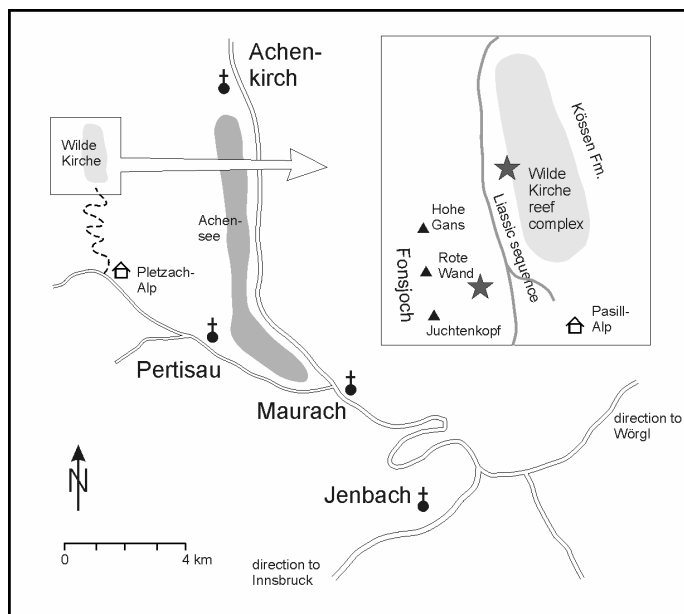 Achen-
kirch
Wilde
Kirche
Achen-
see
Pletzach-
Alp
Pertisau
Maurach
Jenbach
direction to
Wörgl
direction to
Innsbruck
N
0
4 km
Kössen Fm.
Wilde
Kirche
reef
complex
Liassic sequence
Hohe
Gans
Rote
Wand
Fonsjoch
Juchtenkopf
Pasill-
Alp